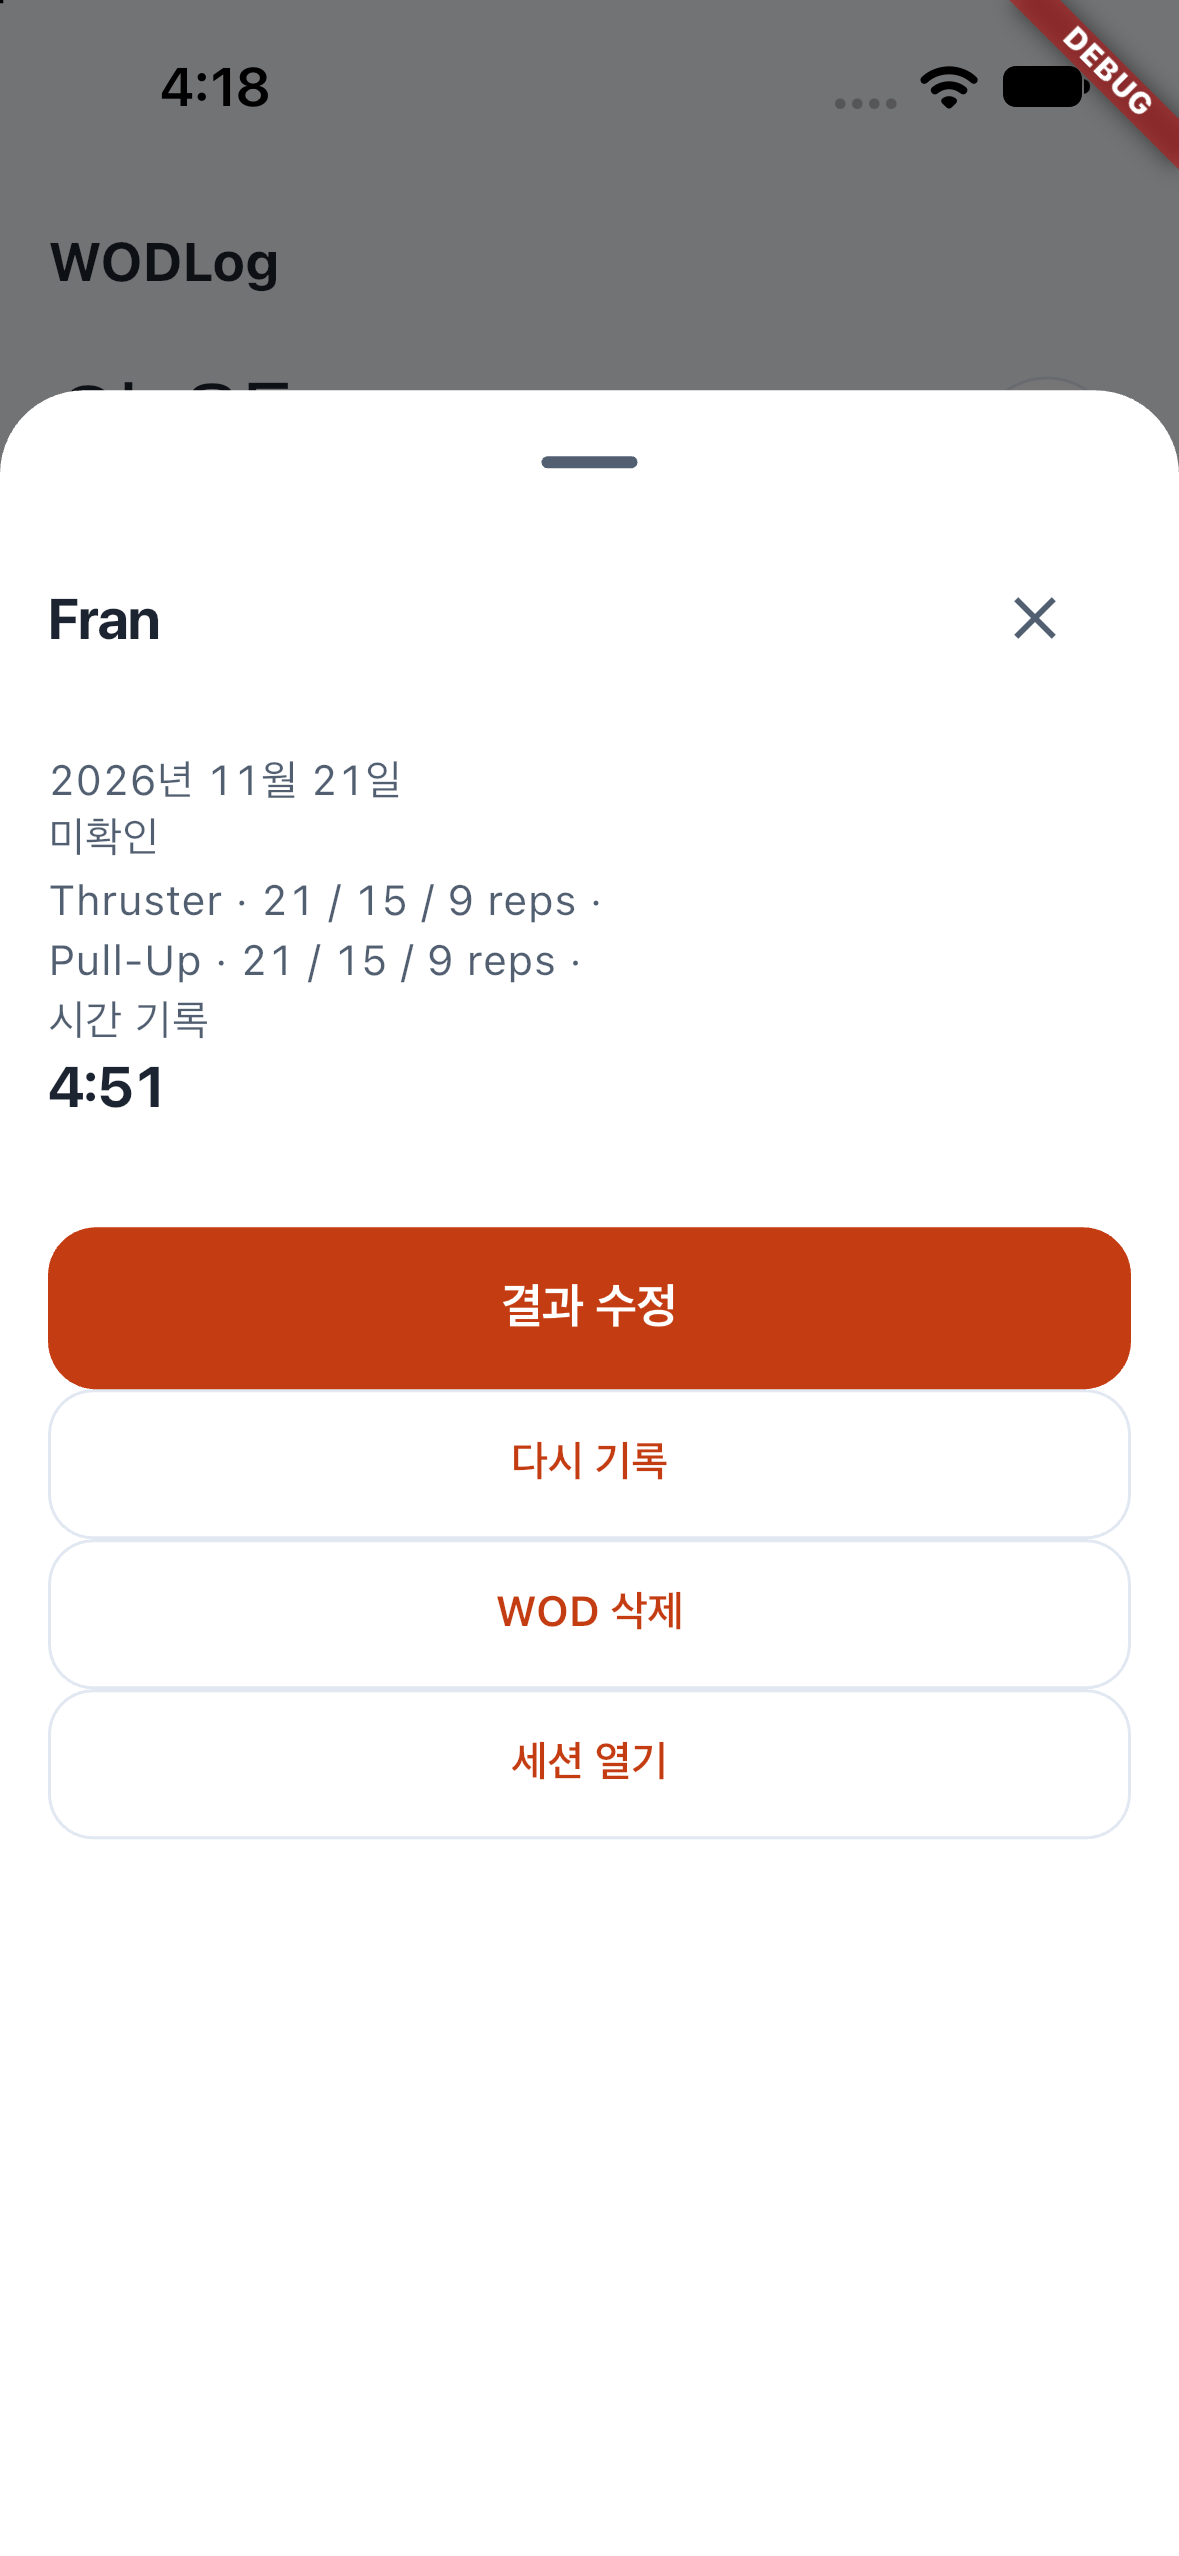 4:18
DEBUG
WODLog
Fran
2026년 11월 21일
미확인
Thruster · 21 / 15 / 9 reps ·
Pull-Up · 21 / 15 / 9 reps ·
시간 기록
4:51
결과 수정
다시 기록
WOD 삭제
세션 열기